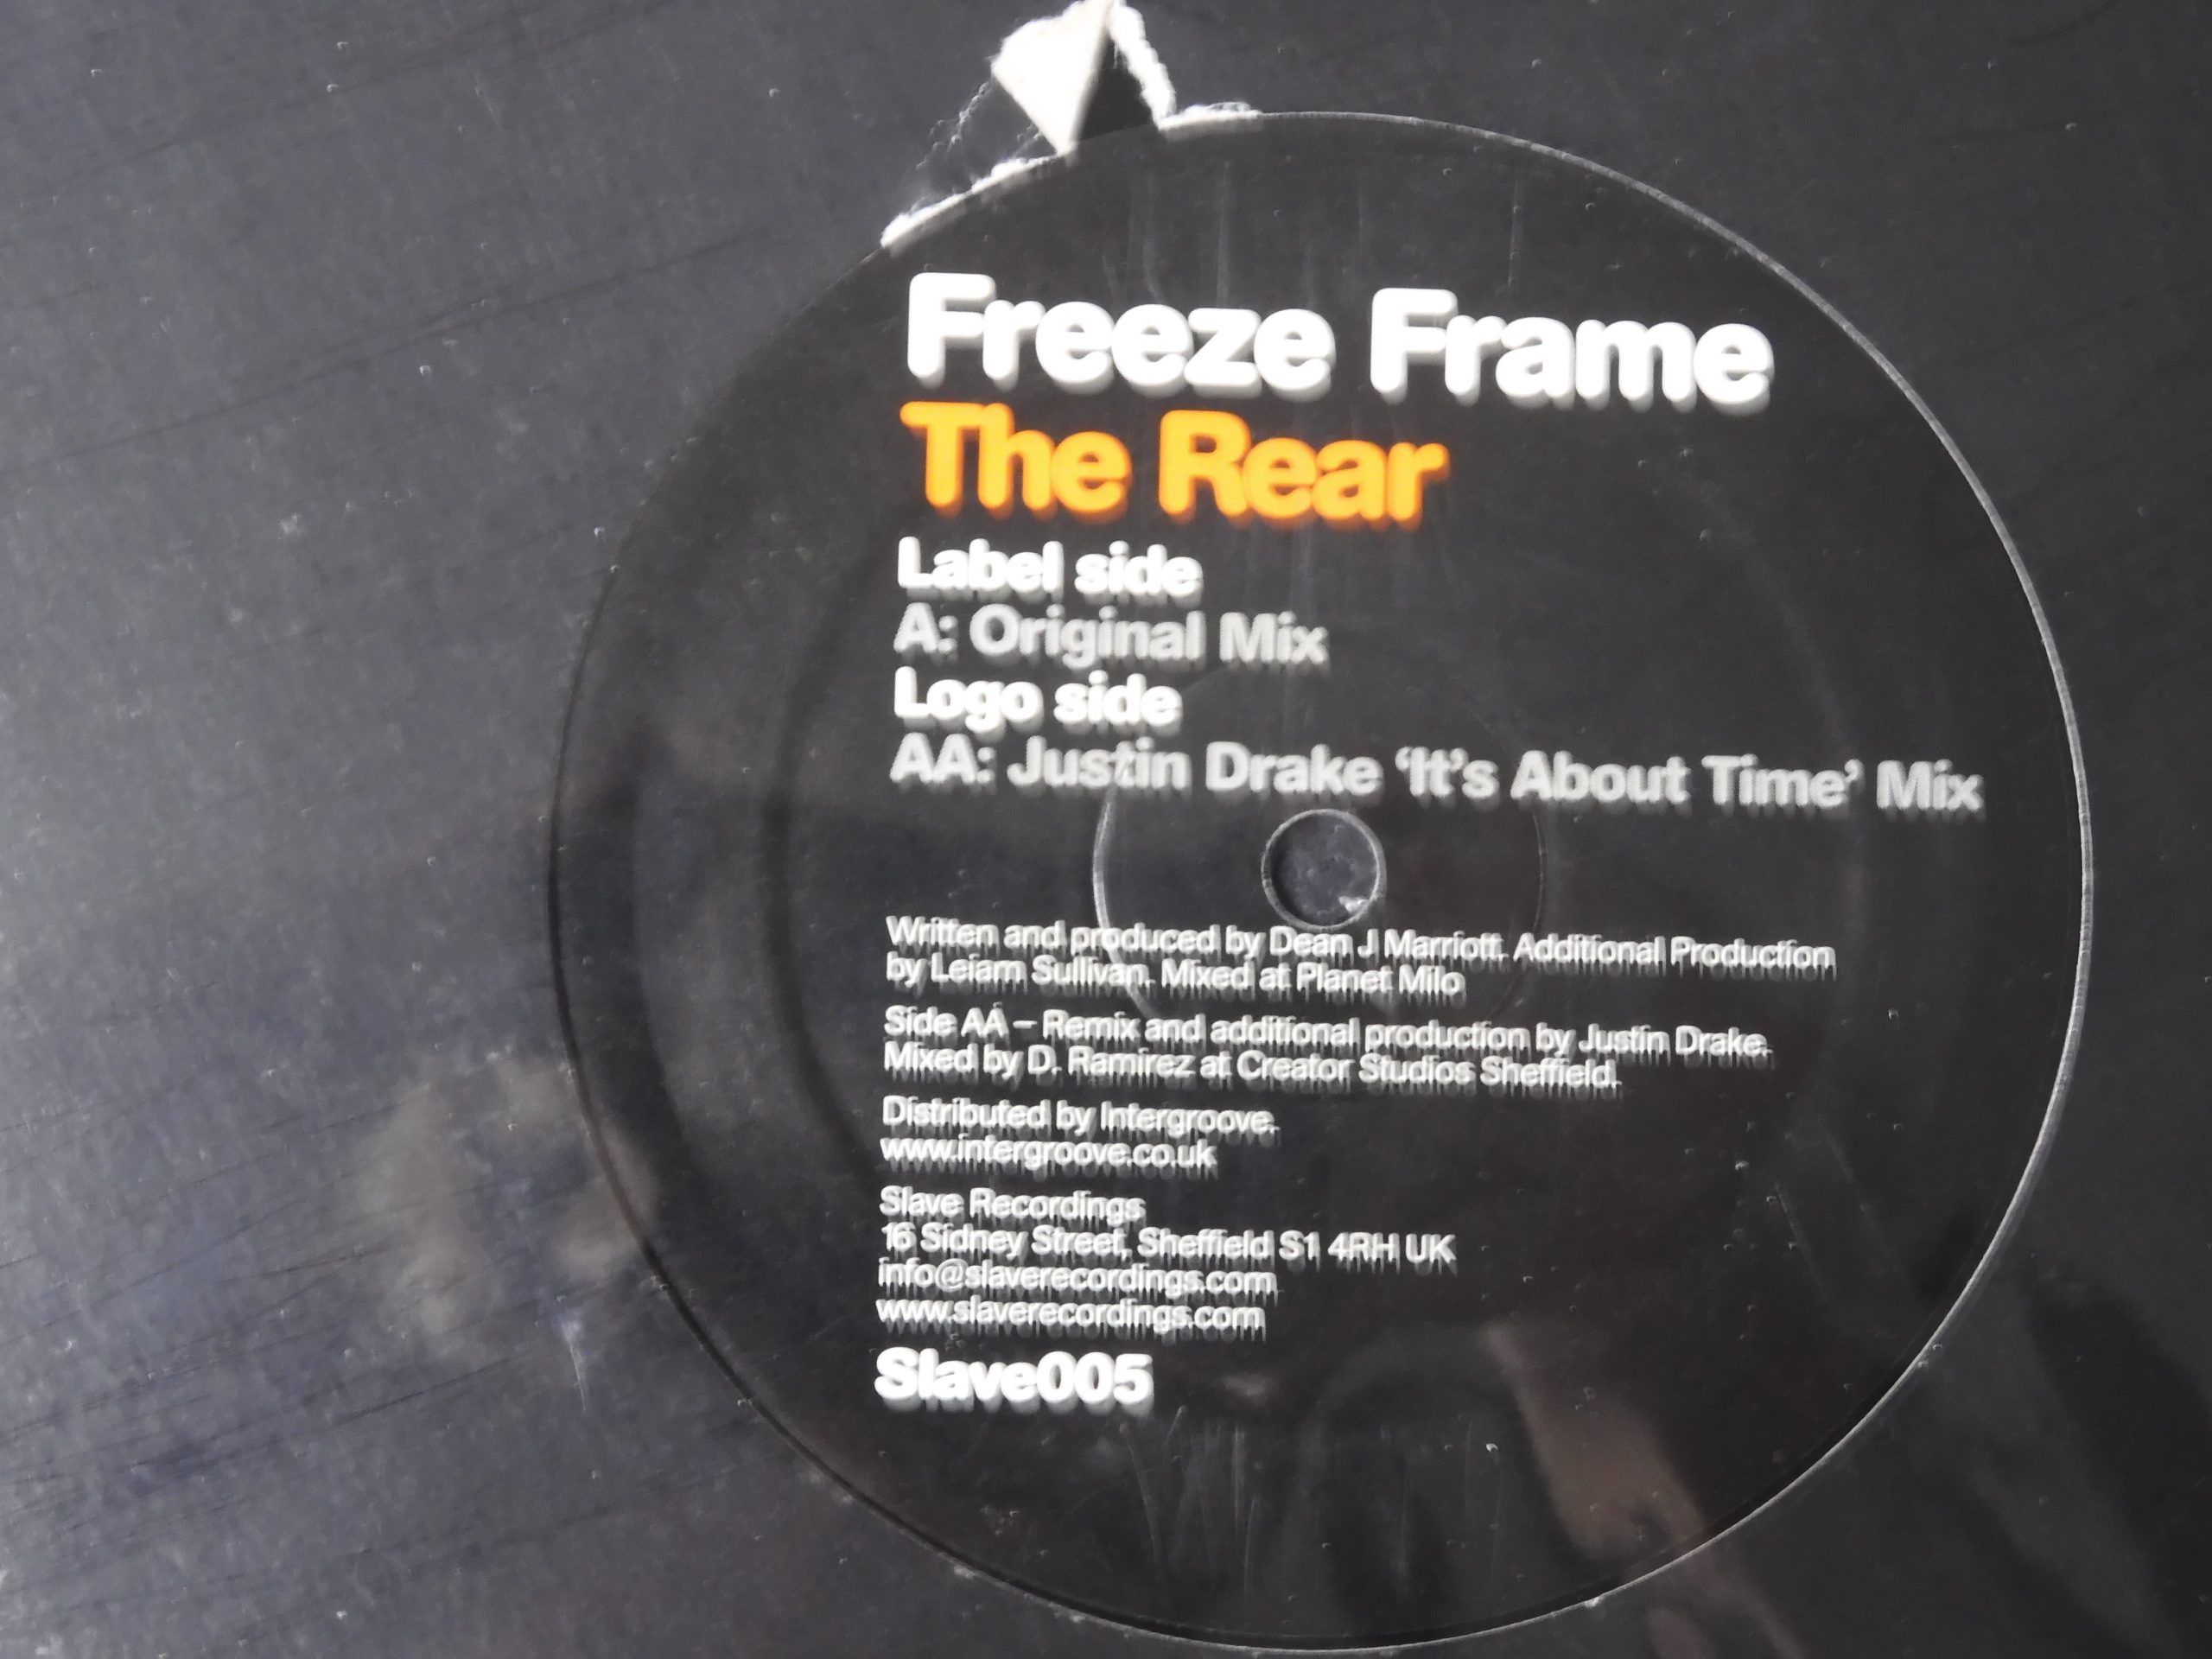 Freeze Frame
The Rear
Label side
A: Original Mix
Logo side
AA: Justin Drake ‘It’s About Time’ Mix
Written and produced by Dean J Marriott. Additional Production
by Leiam Sullivan. Mixed at Planet Milo
Side AA – Remix and additional production by Justin Drake.
Mixed by D. Ramirez at Creator Studios Sheffield.
Distributed by Intergroove.
www.intergroove.co.uk
Slave Recordings
16 Sidney Street, Sheffield S1 4RH UK
info@slaverecordings.com
www.slaverecordings.com
Slave005